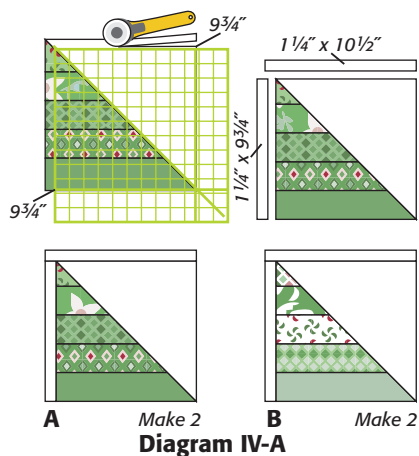 9¾"
1¼" x 10½"
1¼" x 9¾"
9¾"
A Make 2
B Make 2
Diagram IV-A